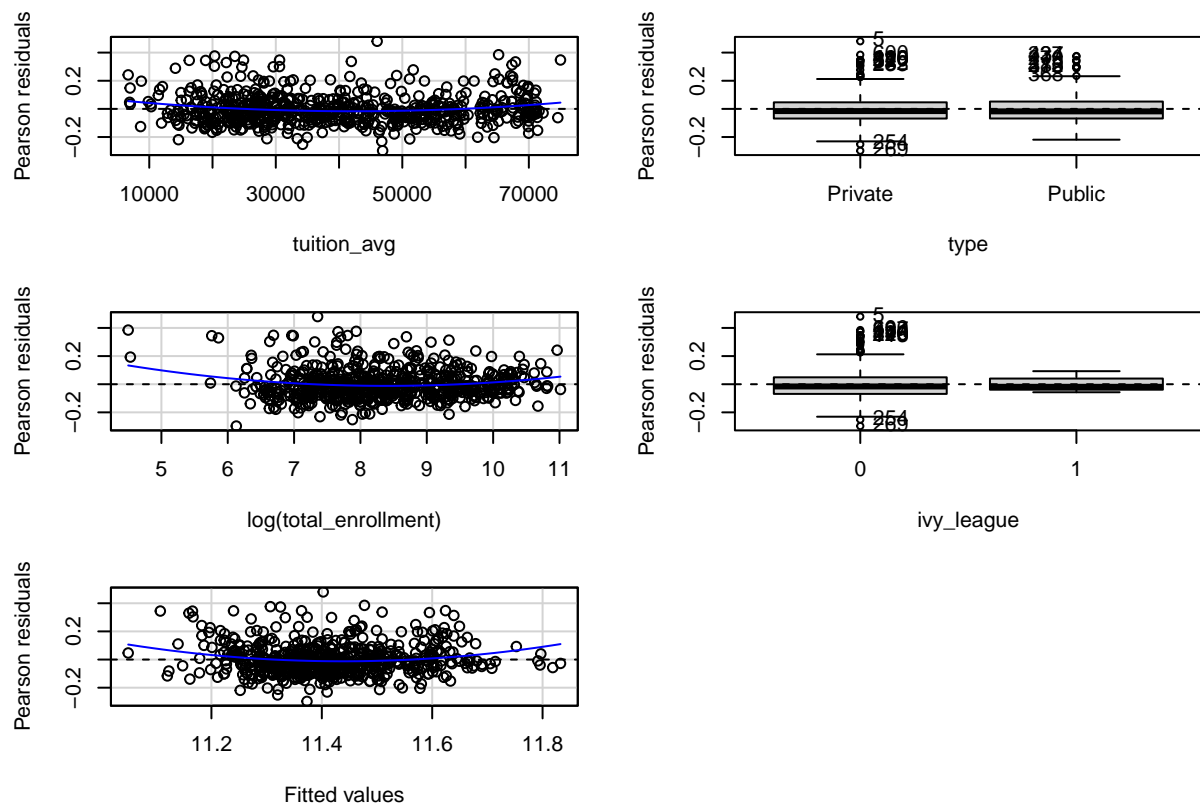 Pearson residuals
−0.2 0.2
10000 30000 50000 70000
tuition_avg
Pearson residuals
−0.2 0.2
5
254
Private Public
type
Pearson residuals
−0.2 0.2
5 6 7 8 9 10 11
log(total_enrollment)
Pearson residuals
−0.2 0.2
5
254
0 1
ivy_league
Pearson residuals
−0.2 0.2
11.2 11.4 11.6 11.8
Fitted values